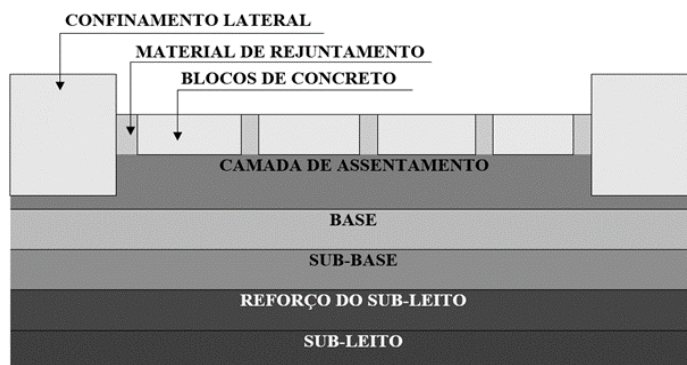 CONFINAMENTO LATERAL
MATERIAL DE REJUNTAMENTO
BLOCOS DE CONCRETO
CAMADA DE ASSENTAMENTO
BASE
SUB-BASE
REFORÇO DO SUB-LEITO
SUB-LEITO